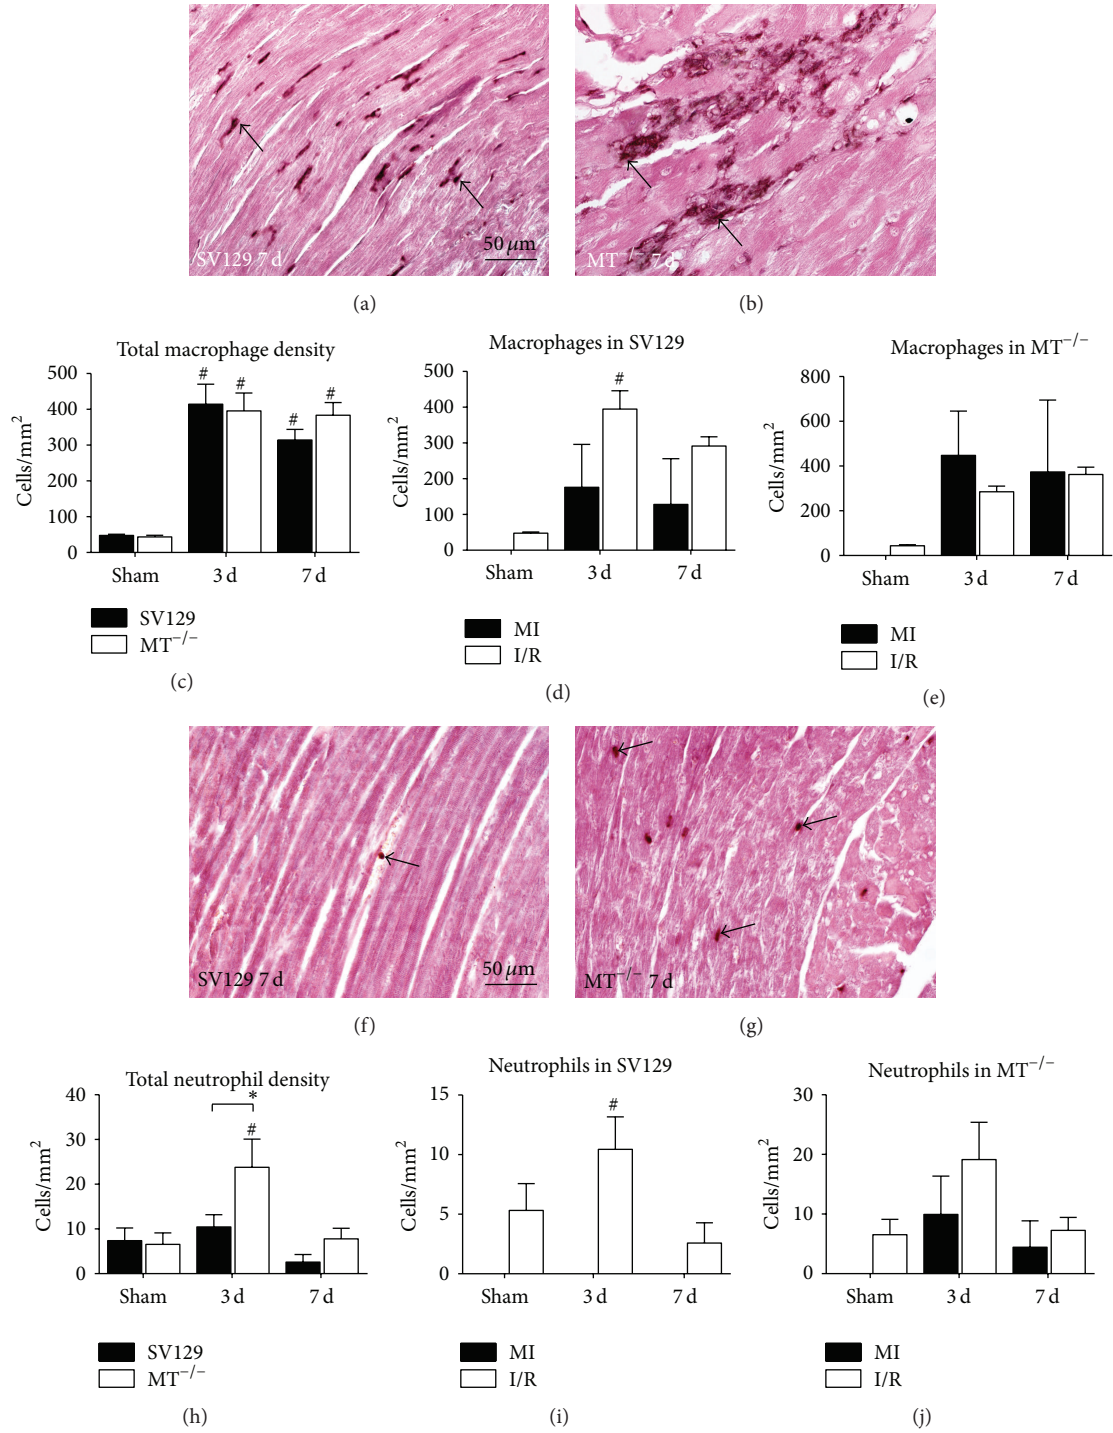 SV129 7 d
50 μm
MT−/− 7 d
(a)
(b)
Total macrophage density
500
400
300
200
100
0
Cells/mm2
#
#
#
#
Sham
3 d
7 d
SV129
MT−/−
(c)
Macrophages in SV129
500
400
300
200
100
0
Cells/mm2
#
Sham
3 d
7 d
MI
I/R
(d)
Macrophages in MT−/−
800
600
400
200
0
Cells/mm2
Sham
3 d
7 d
MI
I/R
(e)
SV129 7 d
50 μm
MT−/− 7 d
(f)
(g)
Total neutrophil density
40
30
20
10
0
Cells/mm2
*
#
Sham
3 d
7 d
SV129
MT−/−
(h)
Neutrophils in SV129
15
10
5
0
Cells/mm2
#
Sham
3 d
7 d
MI
I/R
(i)
Neutrophils in MT−/−
30
20
10
0
Cells/mm2
Sham
3 d
7 d
MI
I/R
(j)